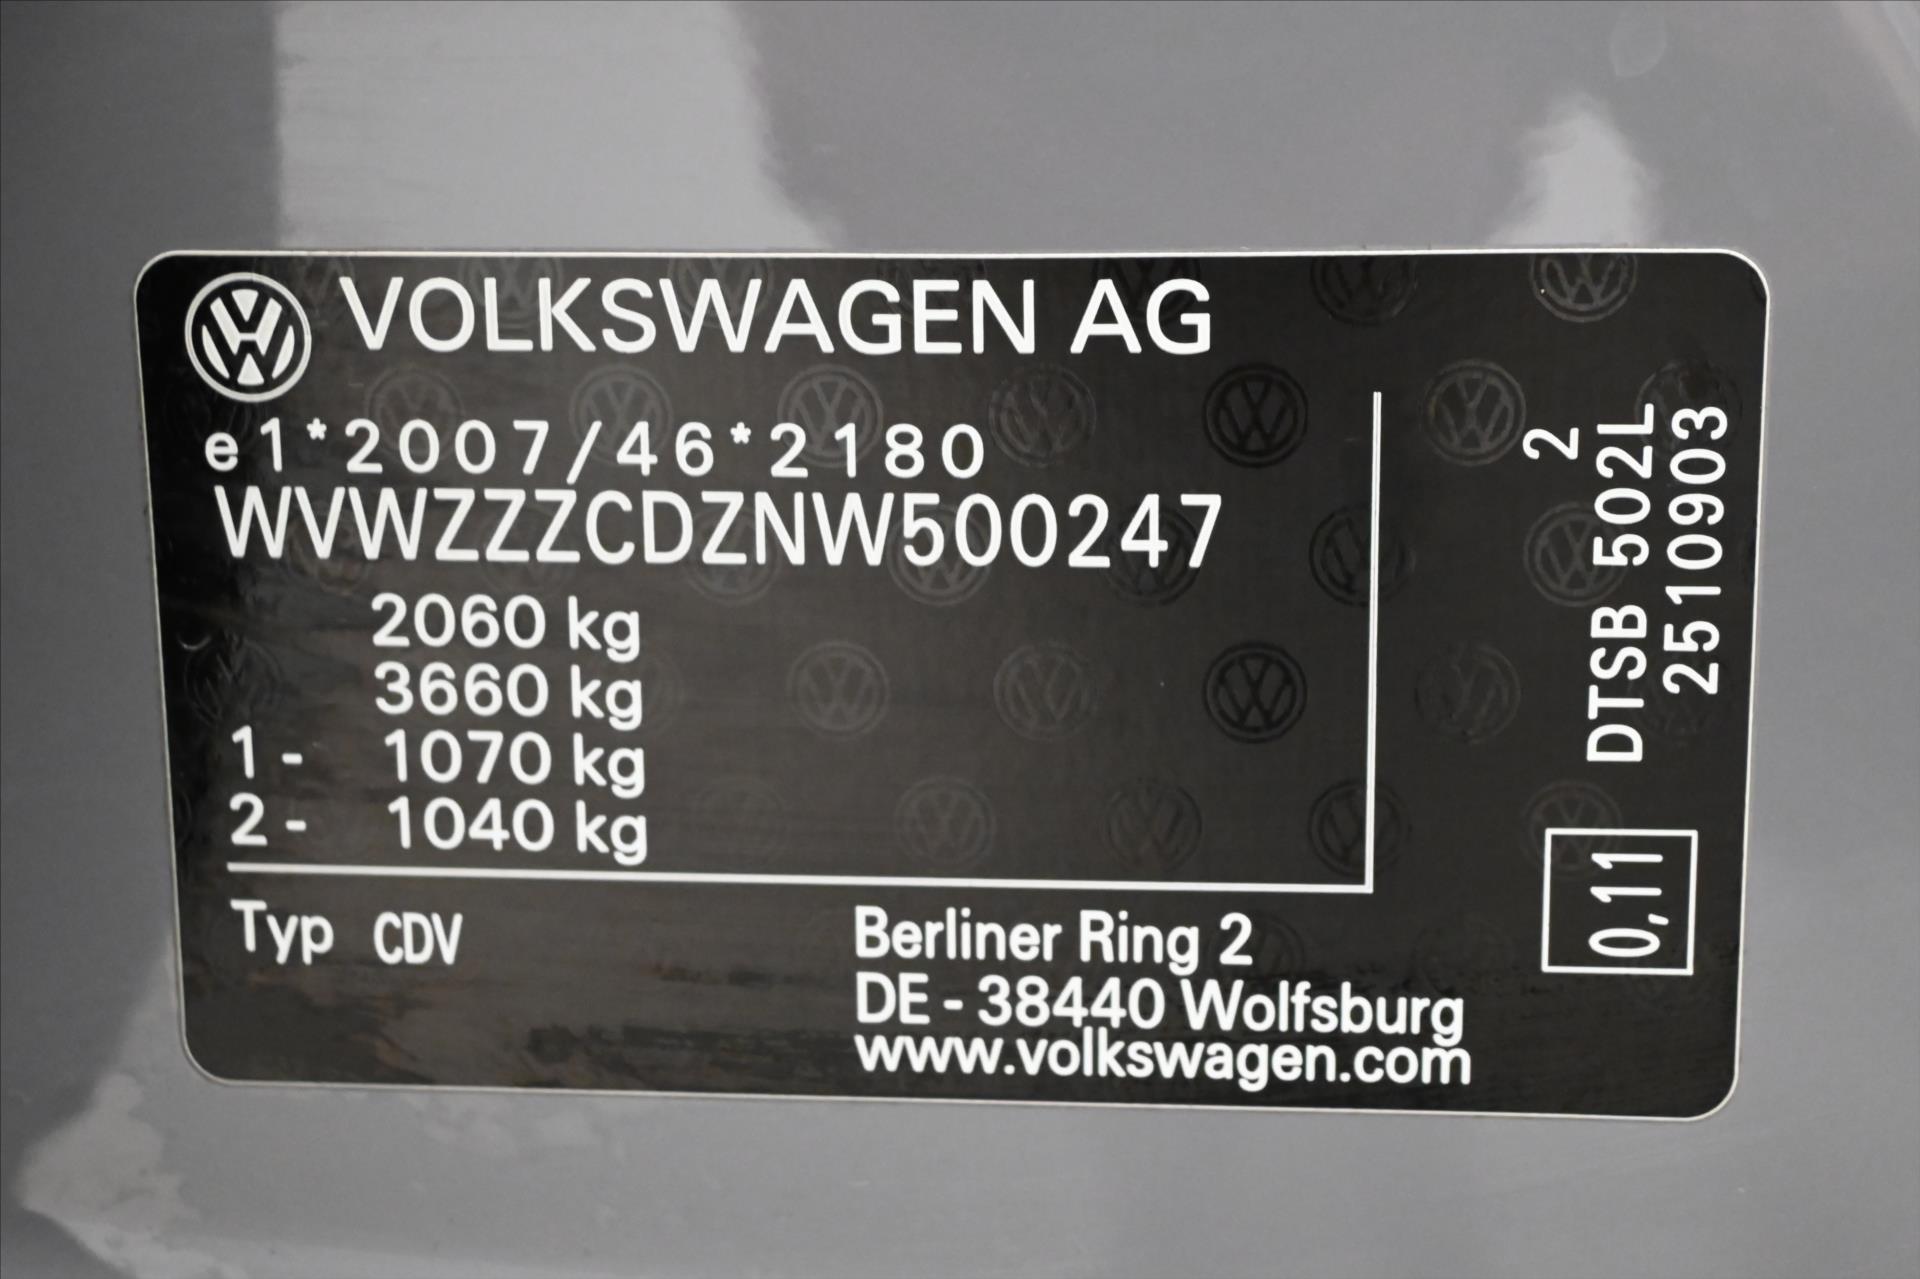 VOLKSWAGEN AG
e1*2007/46*2180
WVWZZZCDZNW500247
2060 kg
3660 kg
1 - 1070 kg
2 - 1040 kg
Typ CDV
Berliner Ring 2
DE - 38440 Wolfsburg
www.volkswagen.com
2
DTSB 502L
2510903
0,11